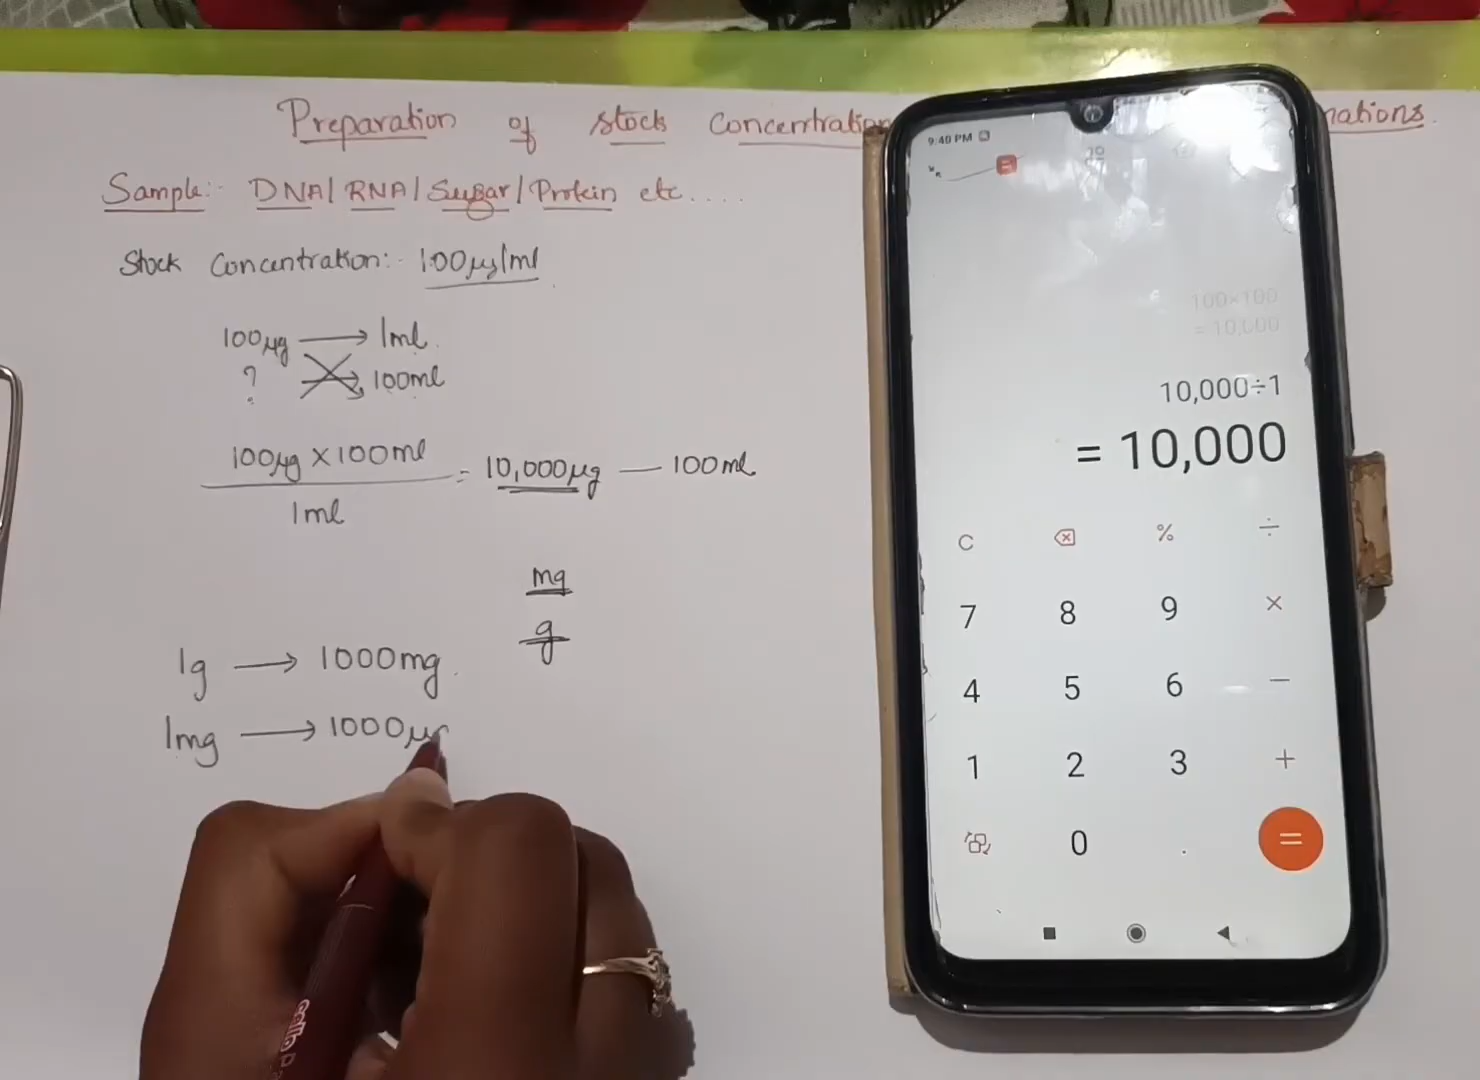 Preparation of stock Concentration
Sample:- DNA/ RNA/ Sugar/ Protein etc....
Stock Concentration:- 100µg/ml
100µg → 1ml.
? 100ml
100µg × 100ml
1ml
= 10,000µg — 100ml
mg
g
1g → 1000mg.
1mg → 1000µg
cello
9:40 PM
100×100
= 10,000
10,000÷1
= 10,000
C % ÷
7 8 9 ×
4 5 6 −
1 2 3 +
0 . =